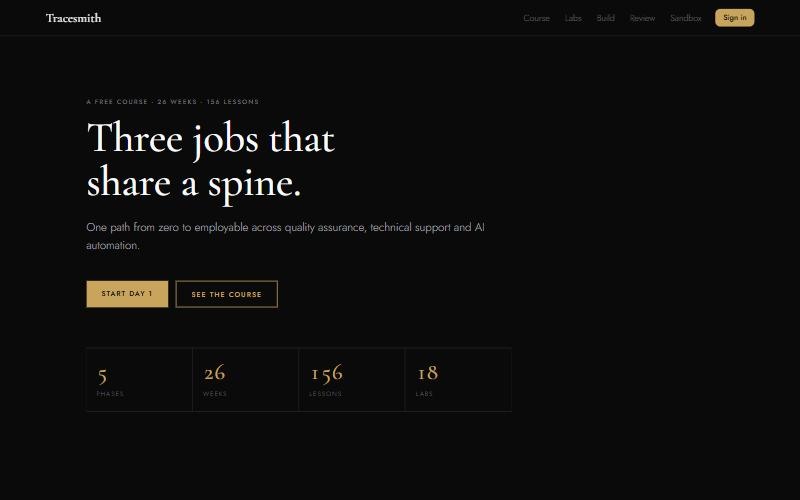 Tracesmith
Course Labs Build Review Sandbox Sign in
A FREE COURSE · 26 WEEKS · 156 LESSONS
Three jobs that
share a spine.
One path from zero to employable across quality assurance, technical support and AI
automation.
START DAY 1 SEE THE COURSE
5 26 156 18
PHASES WEEKS LESSONS LABS